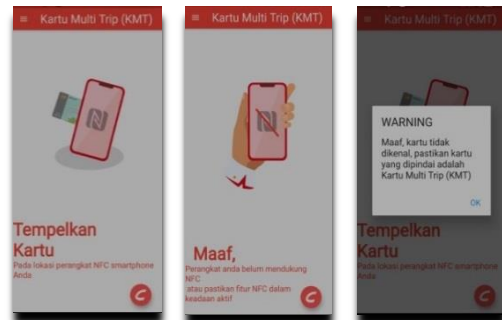 Kartu Multi Trip (KMT)
Tempelkan
Kartu
Pada lokasi perangkat NFC smartphone
Anda
Kartu Multi Trip (KMT)
Maaf,
Perangkat anda belum mendukung
NFC
atau pastikan fitur NFC dalam
keadaan aktif
Kartu Multi Trip (KMT)
WARNING
Maaf, kartu tidak
dikenal, pastikan kartu
yang dipindai adalah
Kartu Multi Trip (KMT)
OK
Tempelkan
Kartu
Pada lokasi perangkat NFC smartphone
Anda